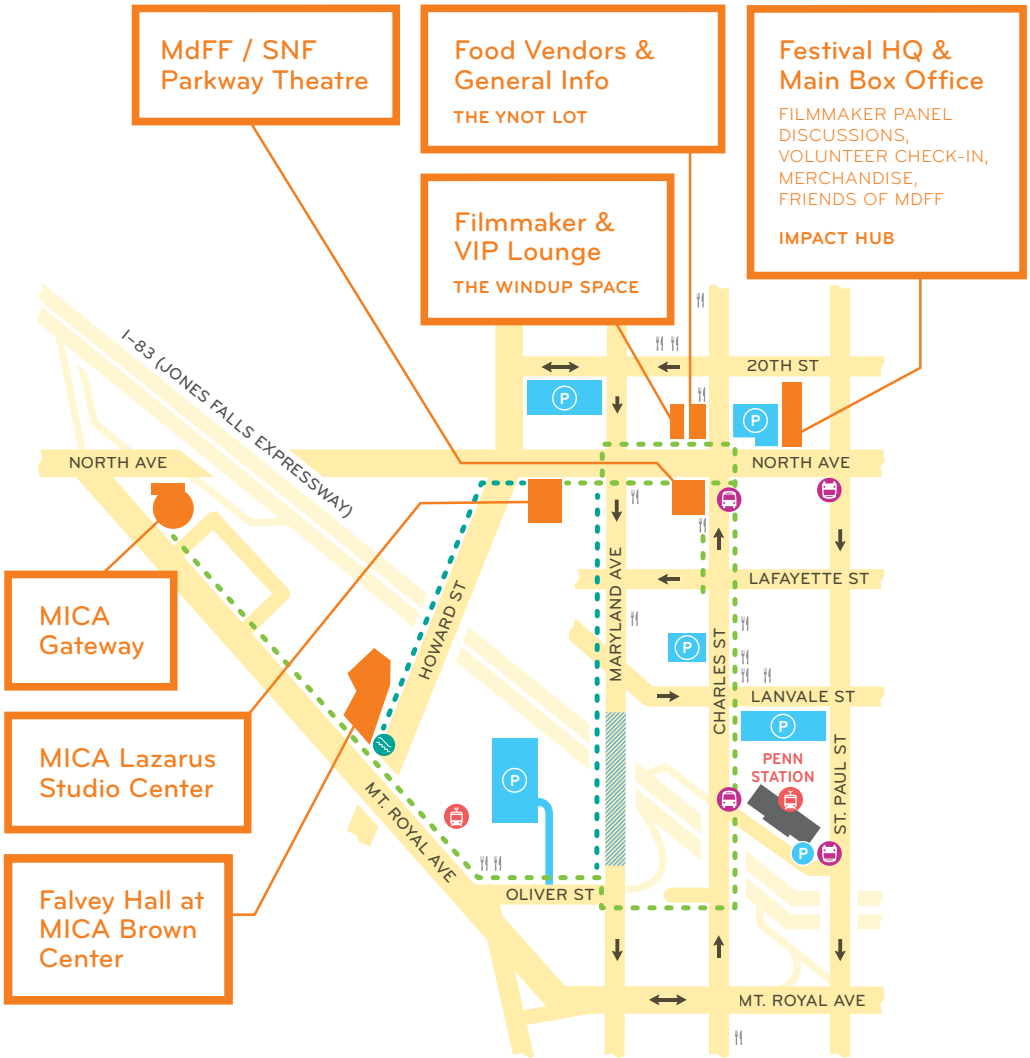 MdFF / SNF
Parkway Theatre
Food Vendors &
General Info
THE YNOT LOT
Festival HQ &
Main Box Office
FILMMAKER PANEL
DISCUSSIONS,
VOLUNTEER CHECK-IN,
MERCHANDISE,
FRIENDS OF MDFF
IMPACT HUB
Filmmaker &
VIP Lounge
THE WINDUP SPACE
I-83 (JONES FALLS EXPRESSWAY)
20TH ST
P
P
NORTH AVE
NORTH AVE
MARYLAND AVE
LAFAYETTE ST
HOWARD ST
MICA
Gateway
P
CHARLES ST
LANVALE ST
MICA Lazarus
Studio Center
P
PENN
STATION
P
ST. PAUL ST
MT. ROYAL AVE
P
OLIVER ST
Falvey Hall at
MICA Brown
Center
MT. ROYAL AVE